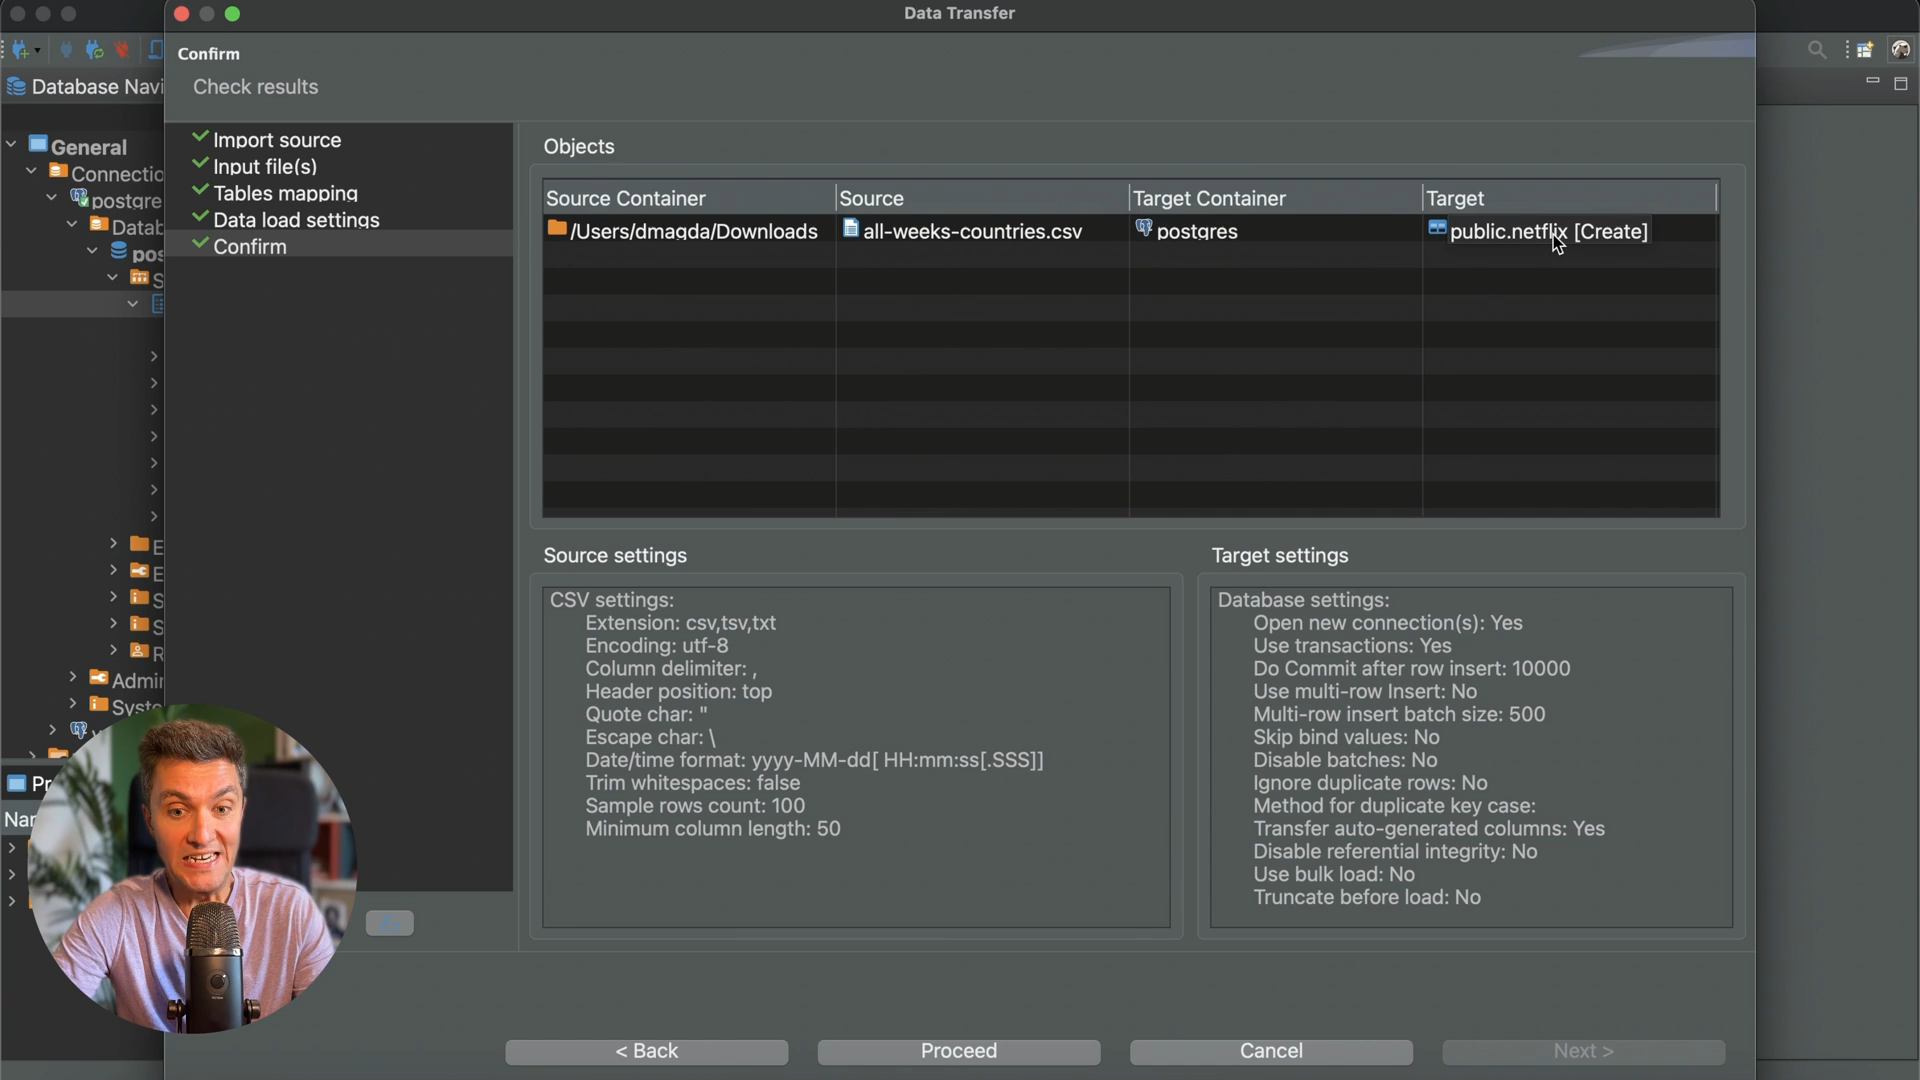 Data Transfer
Confirm
Check results
Database Navi
General
Connectio
postgre
Datab
pos
S
E
E
S
S
R
Admin
Syste
Pr
Nar
Import source
Input file(s)
Tables mapping
Data load settings
Confirm
Objects
Source Container Source Target Container Target
/Users/dmagda/Downloads all-weeks-countries.csv postgres public.netflix [Create]
Source settings
CSV settings:
Extension: csv,tsv,txt
Encoding: utf-8
Column delimiter: ,
Header position: top
Quote char: "
Escape char: \
Date/time format: yyyy-MM-dd[ HH:mm:ss[.SSS]]
Trim whitespaces: false
Sample rows count: 100
Minimum column length: 50
Target settings
Database settings:
Open new connection(s): Yes
Use transactions: Yes
Do Commit after row insert: 10000
Use multi-row Insert: No
Multi-row insert batch size: 500
Skip bind values: No
Disable batches: No
Ignore duplicate rows: No
Method for duplicate key case:
Transfer auto-generated columns: Yes
Disable referential integrity: No
Use bulk load: No
Truncate before load: No
< Back Proceed Cancel Next >